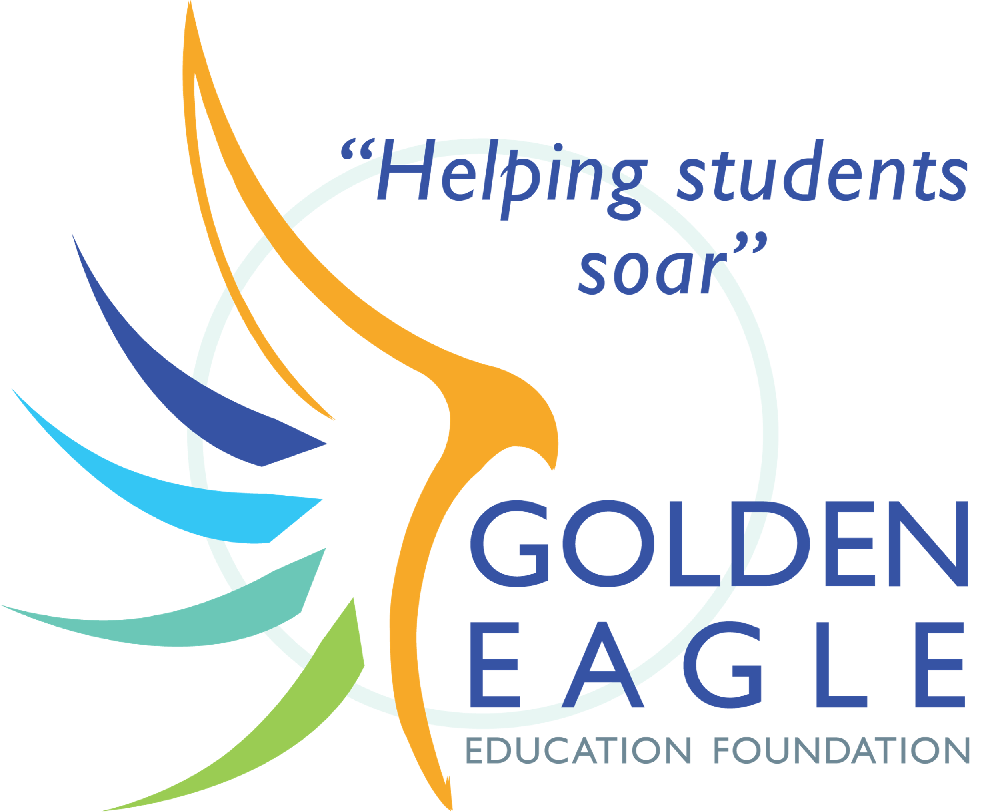 “Helping students
soar”
GOLDEN
EAGLE
EDUCATION FOUNDATION